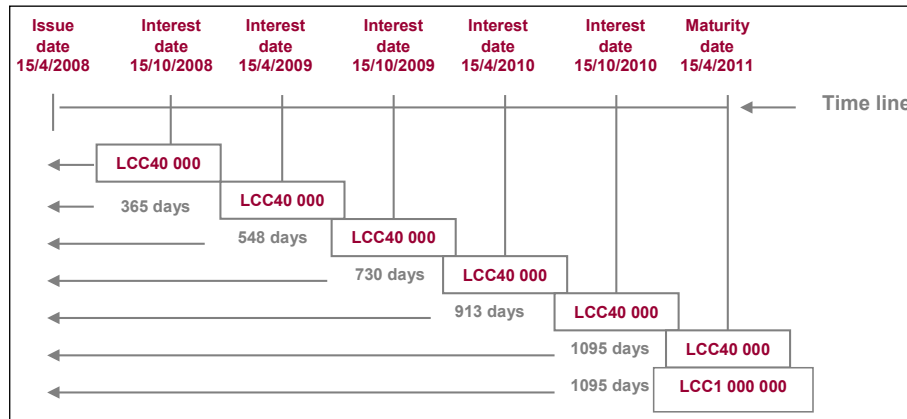 Issue date 15/4/2008
Interest date 15/10/2008
Interest date 15/4/2009
Interest date 15/10/2009
Interest date 15/4/2010
Interest date 15/10/2010
Maturity date 15/4/2011
Time line
LCC40 000
365 days
LCC40 000
548 days
LCC40 000
730 days
LCC40 000
913 days
LCC40 000
1095 days
LCC40 000
1095 days
LCC1 000 000